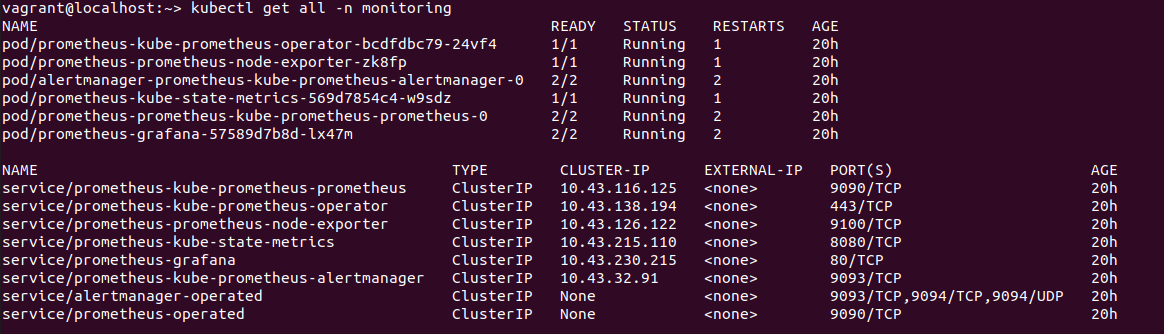 vagrant@localhost:~> kubectl get all -n monitoring
NAME READY STATUS RESTARTS AGE
pod/prometheus-kube-prometheus-operator-bcdfdbc79-24vf4 1/1 Running 1 20h
pod/prometheus-prometheus-node-exporter-zk8fp 1/1 Running 1 20h
pod/alertmanager-prometheus-kube-prometheus-alertmanager-0 2/2 Running 2 20h
pod/prometheus-kube-state-metrics-569d7854c4-w9sdz 1/1 Running 1 20h
pod/prometheus-prometheus-kube-prometheus-prometheus-0 2/2 Running 2 20h
pod/prometheus-grafana-57589d7b8d-lx47m 2/2 Running 2 20h
NAME TYPE CLUSTER-IP EXTERNAL-IP PORT(S) AGE
service/prometheus-kube-prometheus-prometheus ClusterIP 10.43.116.125 <none> 9090/TCP 20h
service/prometheus-kube-prometheus-operator ClusterIP 10.43.138.194 <none> 443/TCP 20h
service/prometheus-prometheus-node-exporter ClusterIP 10.43.126.122 <none> 9100/TCP 20h
service/prometheus-kube-state-metrics ClusterIP 10.43.215.110 <none> 8080/TCP 20h
service/prometheus-grafana ClusterIP 10.43.230.215 <none> 80/TCP 20h
service/prometheus-kube-prometheus-alertmanager ClusterIP 10.43.32.91 <none> 9093/TCP 20h
service/alertmanager-operated ClusterIP None <none> 9093/TCP,9094/TCP,9094/UDP 20h
service/prometheus-operated ClusterIP None <none> 9090/TCP 20h